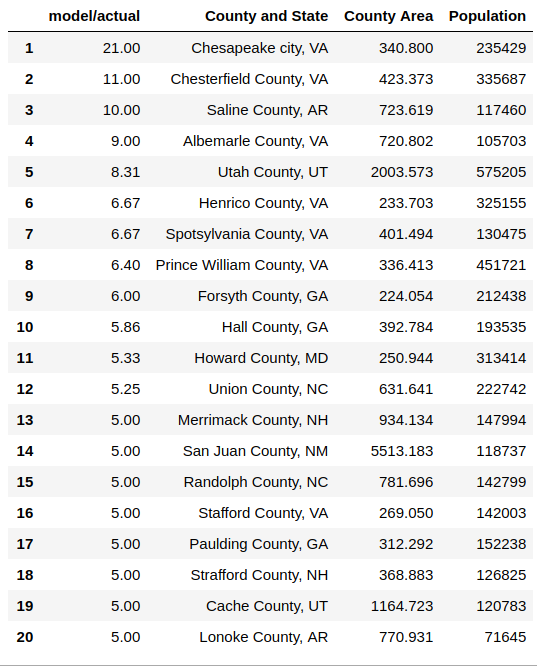 model/actual County and State County Area Population
1 21.00 Chesapeake city, VA 340.800 235429
2 11.00 Chesterfield County, VA 423.373 335687
3 10.00 Saline County, AR 723.619 117460
4 9.00 Albemarle County, VA 720.802 105703
5 8.31 Utah County, UT 2003.573 575205
6 6.67 Henrico County, VA 233.703 325155
7 6.67 Spotsylvania County, VA 401.494 130475
8 6.40 Prince William County, VA 336.413 451721
9 6.00 Forsyth County, GA 224.054 212438
10 5.86 Hall County, GA 392.784 193535
11 5.33 Howard County, MD 250.944 313414
12 5.25 Union County, NC 631.641 222742
13 5.00 Merrimack County, NH 934.134 147994
14 5.00 San Juan County, NM 5513.183 118737
15 5.00 Randolph County, NC 781.696 142799
16 5.00 Stafford County, VA 269.050 142003
17 5.00 Paulding County, GA 312.292 152238
18 5.00 Strafford County, NH 368.883 126825
19 5.00 Cache County, UT 1164.723 120783
20 5.00 Lonoke County, AR 770.931 71645